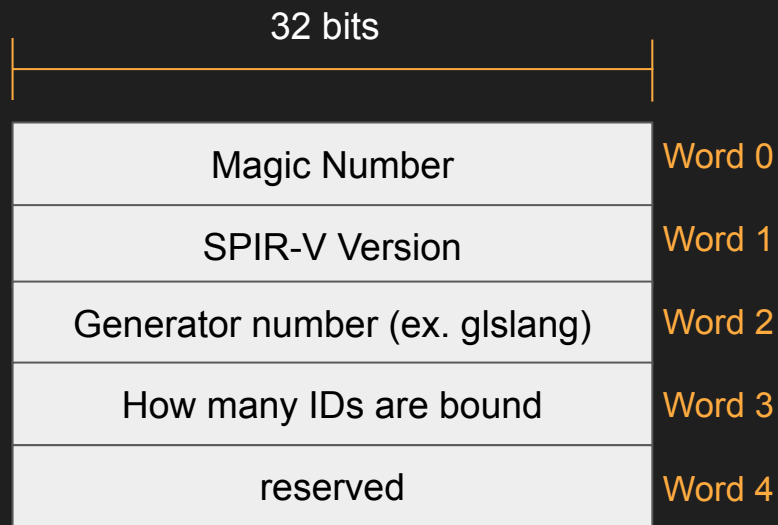 32 bits
Magic Number Word 0
SPIR-V Version Word 1
Generator number (ex. glslang) Word 2
How many IDs are bound Word 3
reserved Word 4